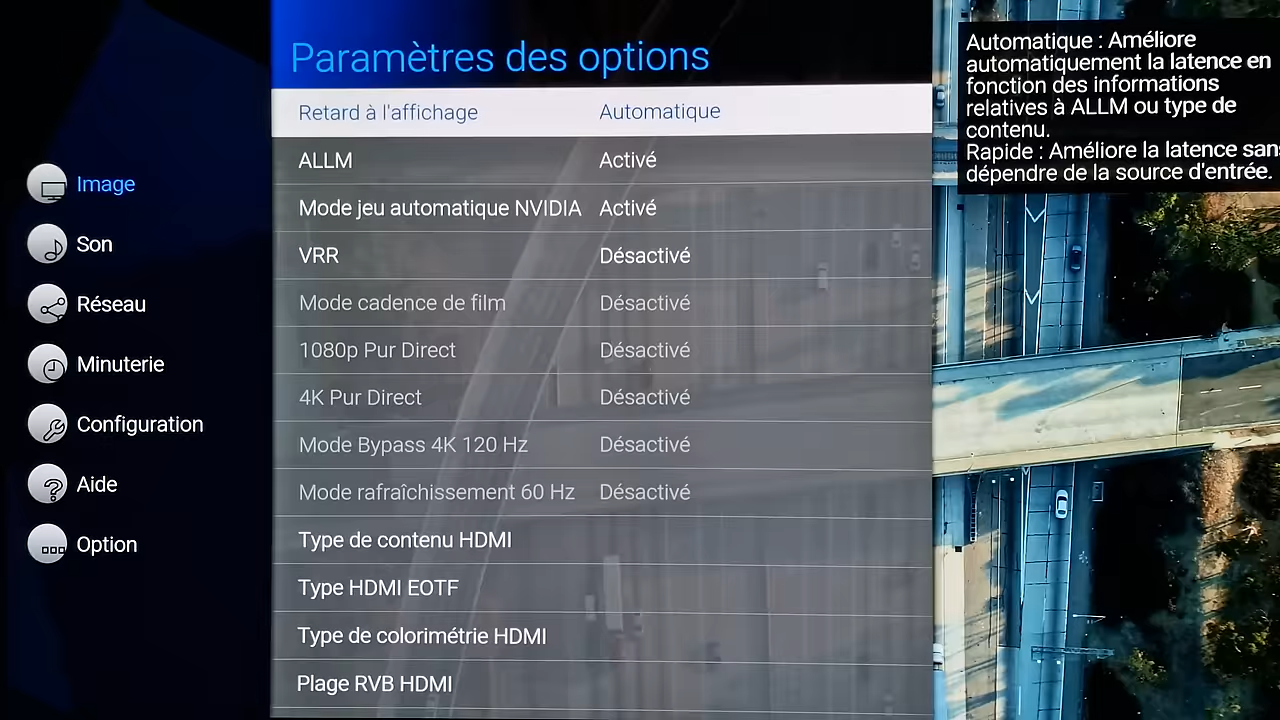 Paramètres des options
Retard à l'affichage Automatique
ALLM Activé
Mode jeu automatique NVIDIA Activé
VRR Désactivé
Mode cadence de film Désactivé
1080p Pur Direct Désactivé
4K Pur Direct Désactivé
Mode Bypass 4K 120 Hz Désactivé
Mode rafraîchissement 60 Hz Désactivé
Type de contenu HDMI
Type HDMI EOTF
Type de colorimétrie HDMI
Plage RVB HDMI
Image
Son
Réseau
Minuterie
Configuration
Aide
Option
Automatique : Améliore
automatiquement la latence en
fonction des informations
relatives à ALLM ou type de
contenu.
Rapide : Améliore la latence sans
dépendre de la source d'entrée.